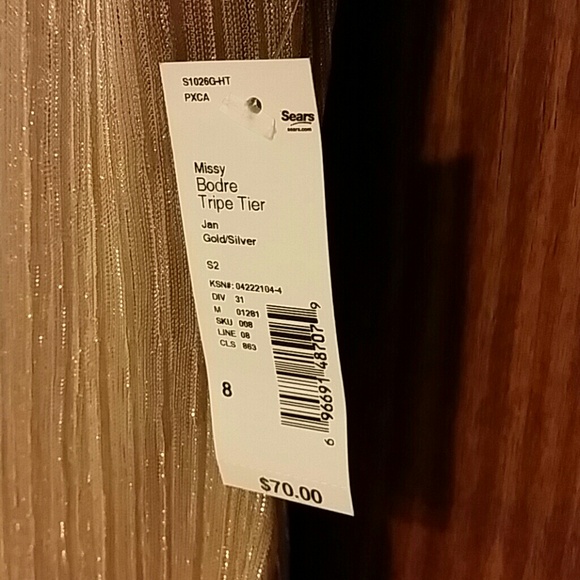 S1026G-HT
PXCA
Sears
sears.com
Missy
Bodre
Tripe Tier
Jan
Gold/Silver
S2
KSN#: 04222104-4
DIV 31
M 01281
SKU 008
LINE 08
CLS 863
8
6 96691 48707 9
$70.00